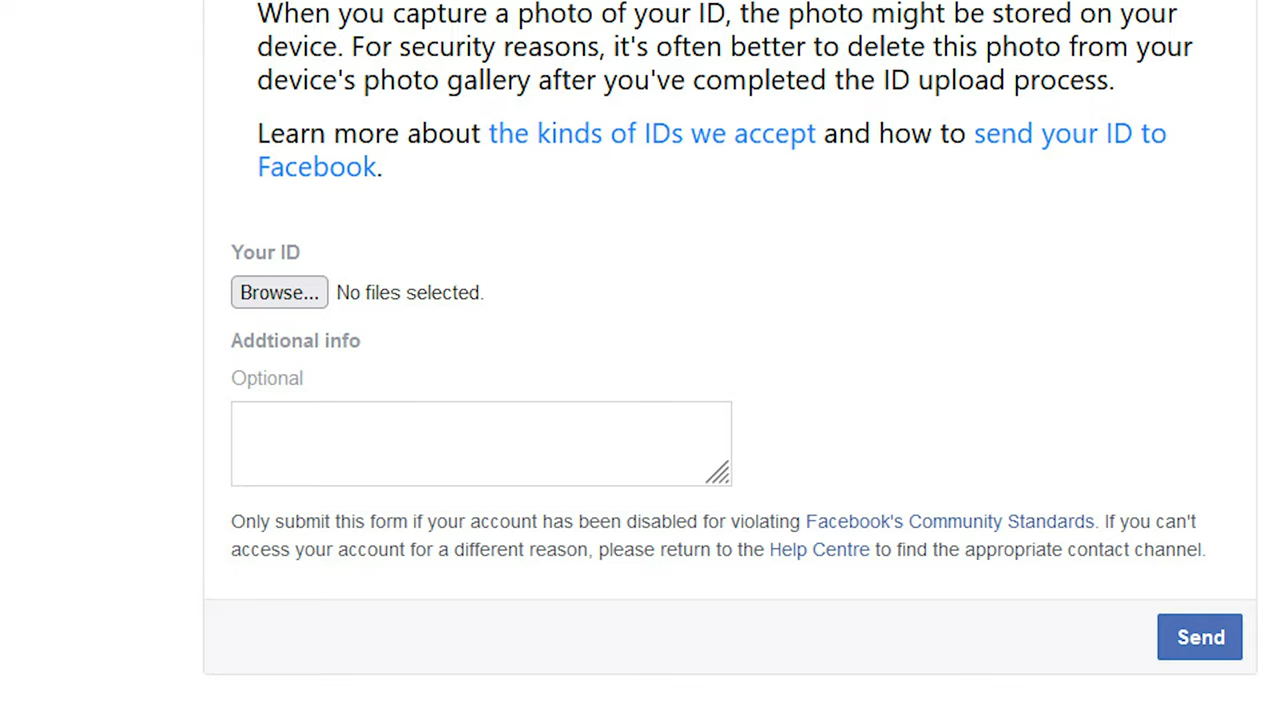 When you capture a photo of your ID, the photo might be stored on your
device. For security reasons, it's often better to delete this photo from your
device's photo gallery after you've completed the ID upload process.
Learn more about the kinds of IDs we accept and how to send your ID to
Facebook.
Your ID
Browse... No files selected.
Addtional info
Optional
Only submit this form if your account has been disabled for violating Facebook's Community Standards. If you can't
access your account for a different reason, please return to the Help Centre to find the appropriate contact channel.
Send